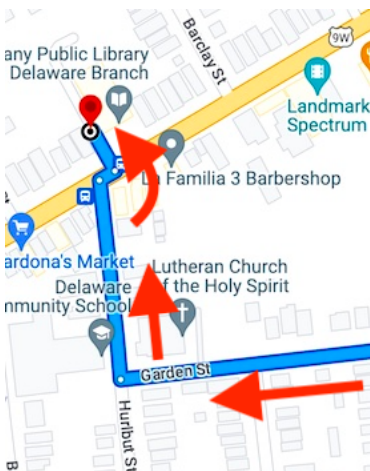 9W
Barclay St
any Public Library
Delaware Branch
Landmark
Spectrum
Familia 3 Barbershop
ardona's Market
Lutheran Church
of the Holy Spirit
Delaware
mmunity School
Garden St
Hurlbut St